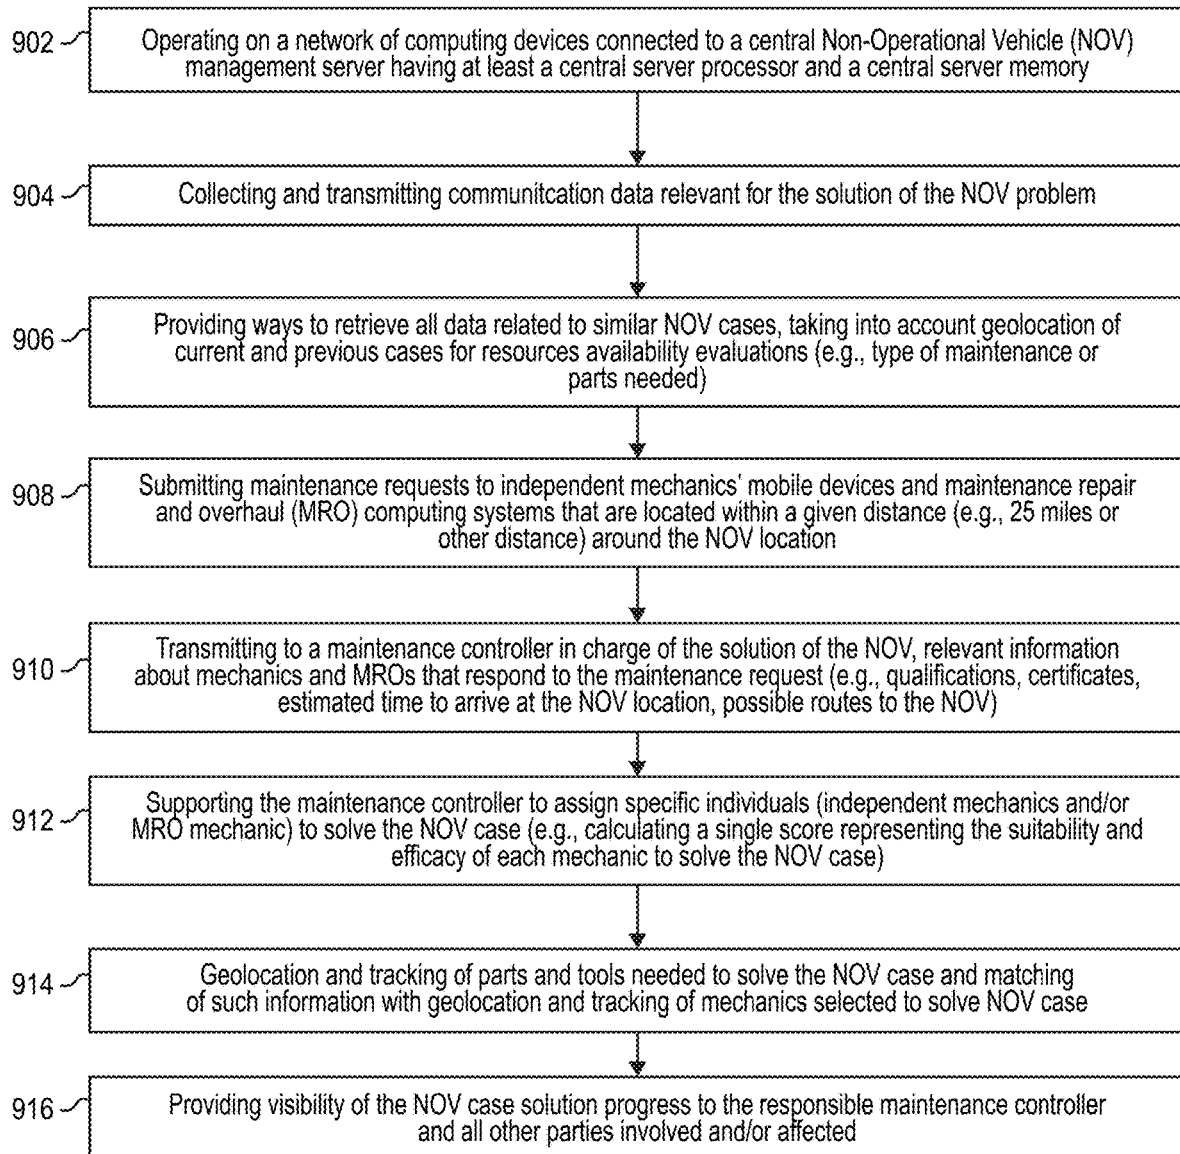 902
Operating on a network of computing devices connected to a central Non-Operational Vehicle (NOV)
management server having at least a central server processor and a central server memory
904
Collecting and transmitting communitcation data relevant for the solution of the NOV problem
906
Providing ways to retrieve all data related to similar NOV cases, taking into account geolocation of
current and previous cases for resources availability evaluations (e.g., type of maintenance or
parts needed)
908
Submitting maintenance requests to independent mechanics' mobile devices and maintenance repair
and overhaul (MRO) computing systems that are located within a given distance (e.g., 25 miles or
other distance) around the NOV location
910
Transmitting to a maintenance controller in charge of the solution of the NOV, relevant information
about mechanics and MROs that respond to the maintenance request (e.g., qualifications, certificates,
estimated time to arrive at the NOV location, possible routes to the NOV)
912
Supporting the maintenance controller to assign specific individuals (independent mechanics and/or
MRO mechanic) to solve the NOV case (e.g., calculating a single score representing the suitability and
efficacy of each mechanic to solve the NOV case)
914
Geolocation and tracking of parts and tools needed to solve the NOV case and matching
of such information with geolocation and tracking of mechanics selected to solve NOV case
916
Providing visibility of the NOV case solution progress to the responsible maintenance controller
and all other parties involved and/or affected